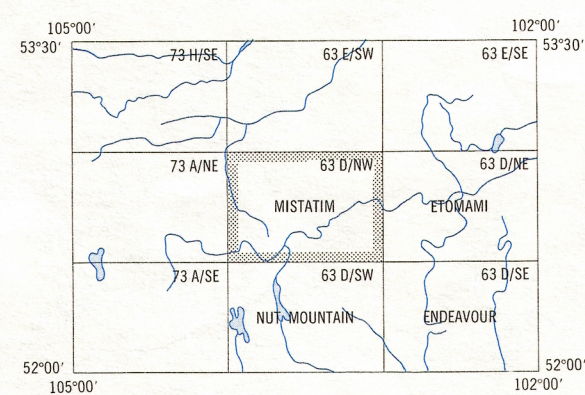 105°00′ 102°00′
53°30′ 53°30′
73 H/SE 63 E/SW 63 E/SE
73 A/NE 63 D/NW 63 D/NE
MISTATIM ETOMAMI
73 A/SE 63 D/SW 63 D/SE
NUT MOUNTAIN ENDEAVOUR
52°00′ 52°00′
105°00′ 102°00′